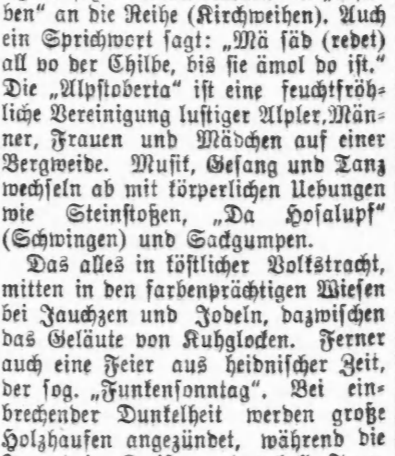 ben“ an die Reihe (Kirchweihen). Auch
ein Sprichwort sagt: „Mä säd (redet)
all vo der Chilbe, bis sie ämol do ist.“
Die „Alpstoberta“ ist eine feuchtfröh-
liche Vereinigung lustiger Älpler, Män-
ner, Frauen und Mädchen auf einer
Bergweide. Musik, Gesang und Tanz
wechseln ab mit körperlichen Uebungen
wie Steinstoßen, „Da Hosalupf“
(Schwingen) und Sackgumpen.
Das alles in köstlicher Volkstracht,
mitten in den farbenprächtigen Wiesen
bei Jauchzen und Jodeln, dazwischen
das Geläute von Kuhglocken. Ferner
auch eine Feier aus heidnischer Zeit,
der sog. „Funkensonntag“. Bei ein-
brechender Dunkelheit werden große
Holzhaufen angezündet, während die